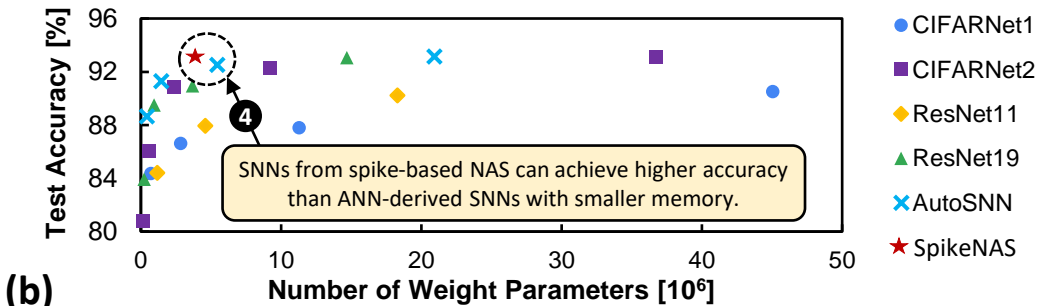 96
92
88
84
80
Test Accuracy [%]
4
SNNs from spike-based NAS can achieve higher accuracy
than ANN-derived SNNs with smaller memory.
0 10 20 30 40 50
Number of Weight Parameters [10⁶]
(b)
CIFARNet1
CIFARNet2
ResNet11
ResNet19
AutoSNN
SpikeNAS